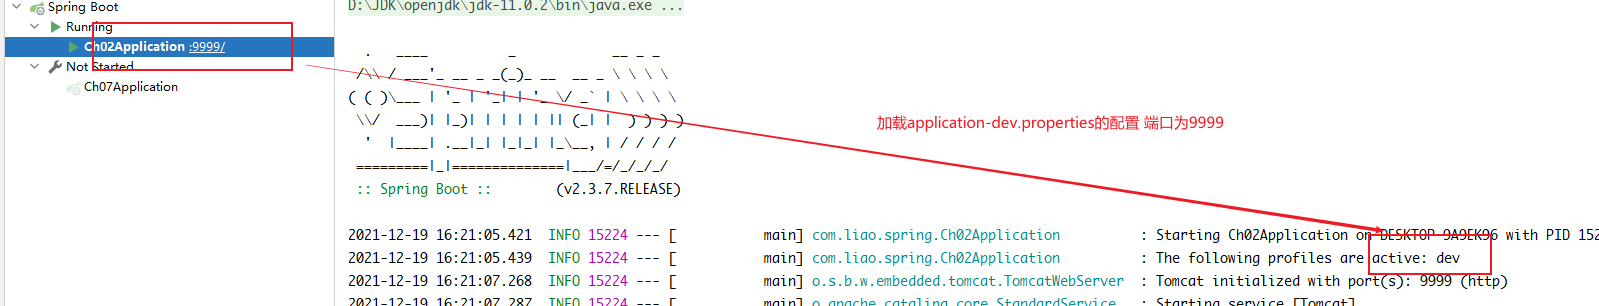 Spring Boot
Running
Ch02Application :9999/
Not Started
Ch07Application
D:\JDK\openjdk\jdk-11.0.2\bin\java.exe ...
  .   ____          _            __ _ _
 /\\ / ___'_ __ _ _(_)_ __  __ _ \ \ \ \
( ( )\___ | '_ | '_| | '_ \/ _` | \ \ \ \
 \\/  ___)| |_)| | | | | || (_| |  ) ) ) )
  '  |____| .__|_| |_|_| |_\__, | / / / /
 =========|_|==============|___/=/_/_/_/
 :: Spring Boot ::        (v2.3.7.RELEASE)
加载application-dev.properties的配置 端口为9999
2021-12-19 16:21:05.421  INFO 15224 --- [           main] com.liao.spring.Ch02Application          : Starting Ch02Application on DESKTOP-9A9EK96 with PID 152
2021-12-19 16:21:05.439  INFO 15224 --- [           main] com.liao.spring.Ch02Application          : The following profiles are active: dev
2021-12-19 16:21:07.268  INFO 15224 --- [           main] o.s.b.w.embedded.tomcat.TomcatWebServer  : Tomcat initialized with port(s): 9999 (http)
2021-12-19 16:21:07.287  INFO 15224 --- [           main] o.apache.catalina.core.StandardService   : Starting service [Tomcat]